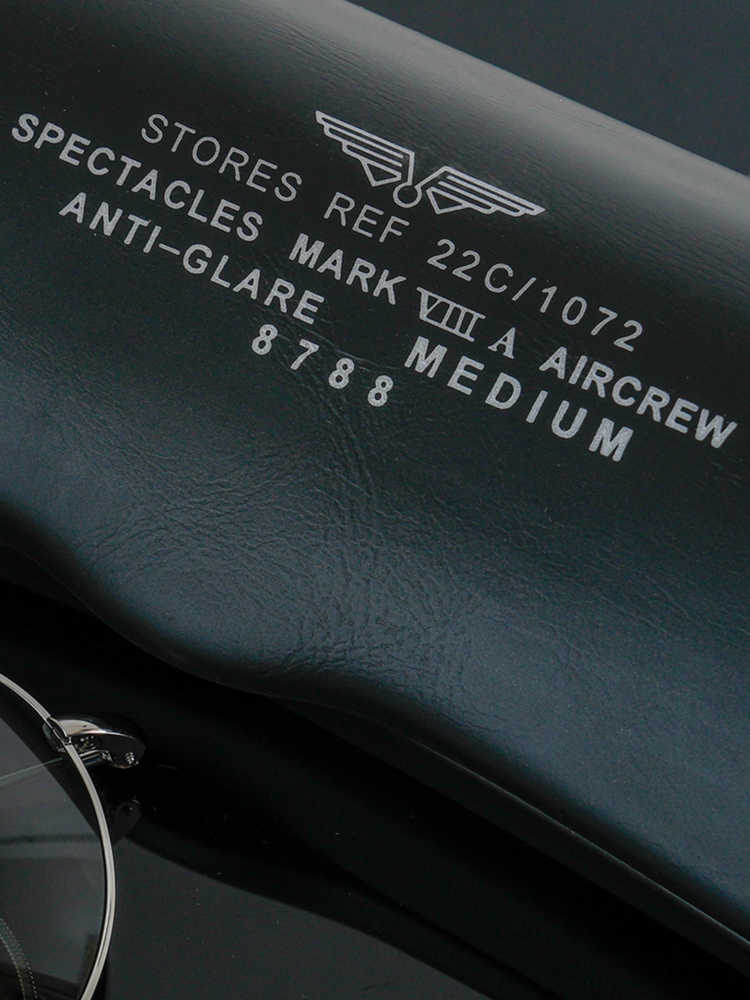 STORES REF 22C/1072
SPECTACLES MARK VIII A AIRCREW
ANTI-GLARE MEDIUM
8788